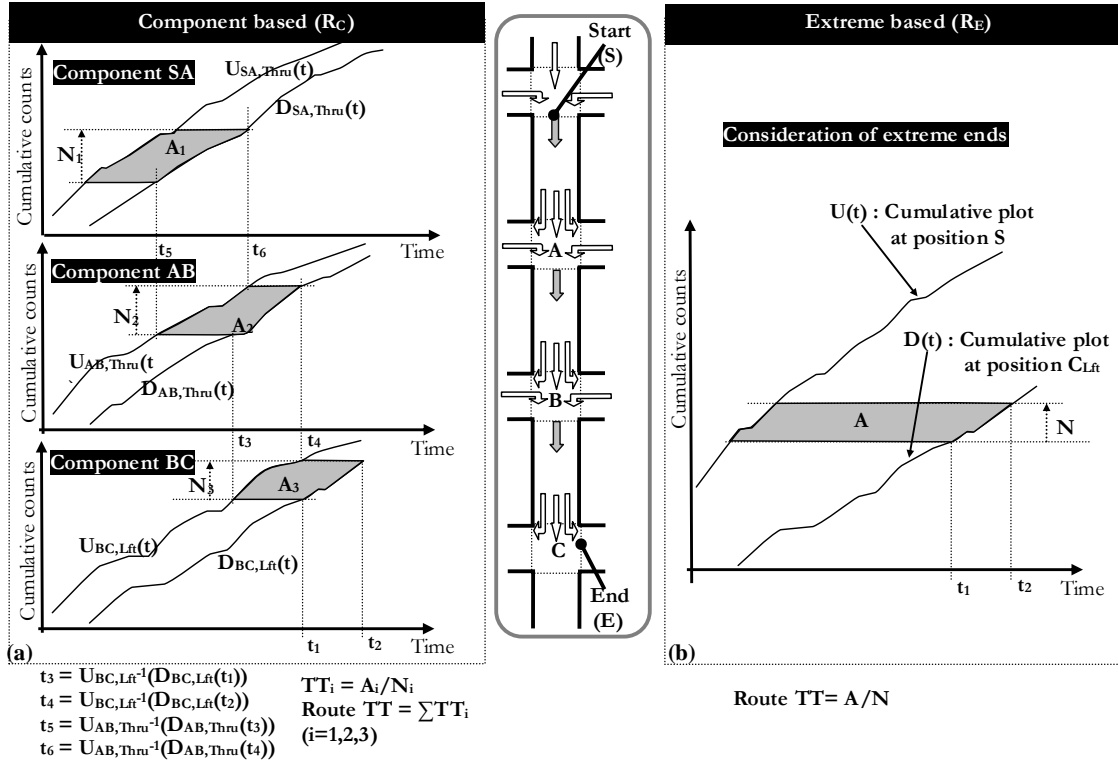 Component based (RC)
Component SA
USA,Thru(t)
DSA,Thru(t)
N1
A1
Cumulative counts
t5
t6
Time
Component AB
N2
A2
UAB,Thru(t
DAB,Thru(t)
Cumulative counts
t3
t4
Time
Component BC
N3
A3
UBC,Lft(t)
DBC,Lft(t)
Cumulative counts
t1
t2
Time
(a)
t3 = UBC,Lft-1(DBC,Lft(t1))
t4 = UBC,Lft-1(DBC,Lft(t2))
t5 = UAB,Thru-1(DAB,Thru(t3))
t6 = UAB,Thru-1(DAB,Thru(t4))
TTi = Ai/Ni
Route TT = ∑TTi
(i=1,2,3)
Start
(S)
A
B
C
End
(E)
Extreme based (RE)
Consideration of extreme ends
U(t) : Cumulative plot
at position S
D(t) : Cumulative plot
at position CLft
A
N
Cumulative counts
t1
t2
Time
(b)
Route TT= A/N